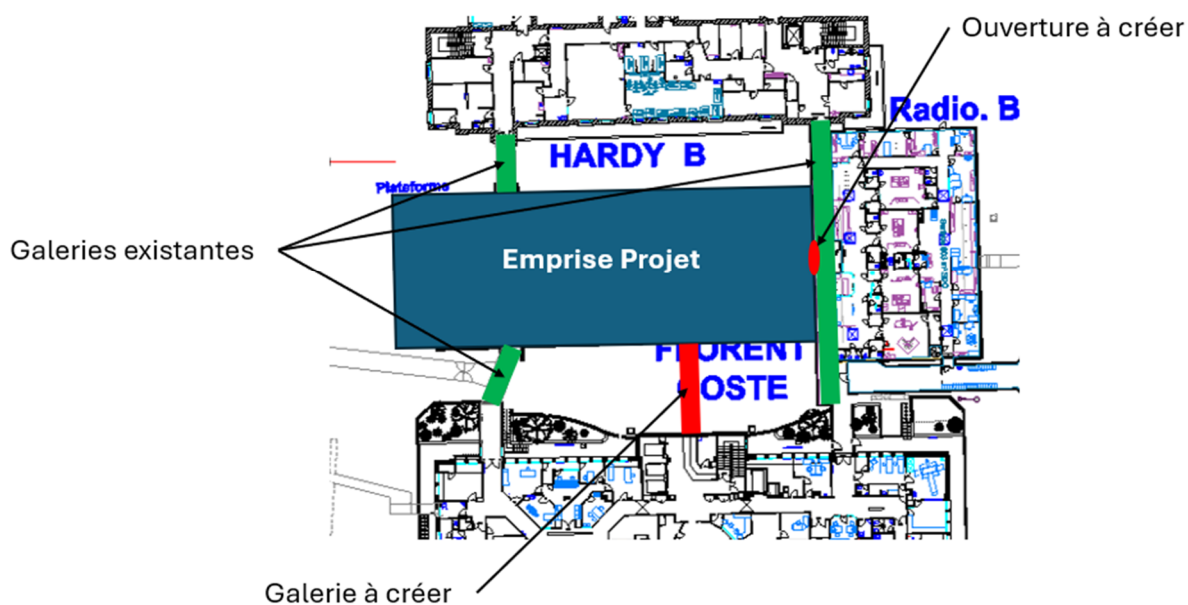 Ouverture à créer
Radio. B
HARDY B
Plateforme
Galeries existantes
Emprise Projet
FLORENT
COSTE
Galerie à créer